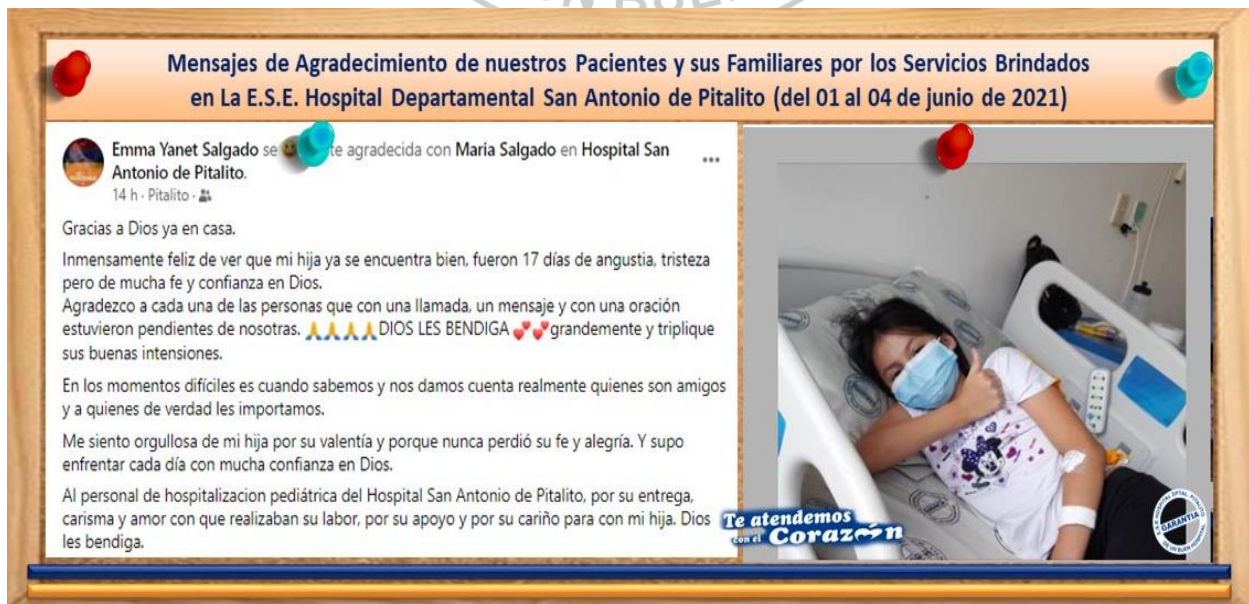 UN BUEN
Mensajes de Agradecimiento de nuestros Pacientes y sus Familiares por los Servicios Brindados
en La E.S.E. Hospital Departamental San Antonio de Pitalito (del 01 al 04 de junio de 2021)
Emma Yanet Salgado se te agradecida con Maria Salgado en Hospital San
Antonio de Pitalito.
14 h · Pitalito ·
Gracias a Dios ya en casa.
Inmensamente feliz de ver que mi hija ya se encuentra bien, fueron 17 días de angustia, tristeza
pero de mucha fe y confianza en Dios.
Agradezco a cada una de las personas que con una llamada, un mensaje y con una oración
estuvieron pendientes de nosotras. 🙏🙏🙏🙏DIOS LES BENDIGA 💕💕grandemente y triplique
sus buenas intensiones.
En los momentos difíciles es cuando sabemos y nos damos cuenta realmente quienes son amigos
y a quienes de verdad les importamos.
Me siento orgullosa de mi hija por su valentía y porque nunca perdió su fe y alegría. Y supo
enfrentar cada día con mucha confianza en Dios.
Al personal de hospitalizacion pediátrica del Hospital San Antonio de Pitalito, por su entrega,
carisma y amor con que realizaban su labor, por su apoyo y por su cariño para con mi hija. Dios
les bendiga.
Te atendemos
con el Corazón
E.S.E. HOSPITAL DPTAL PITALITO
GARANTIA
DE UN BUEN HOSPITAL